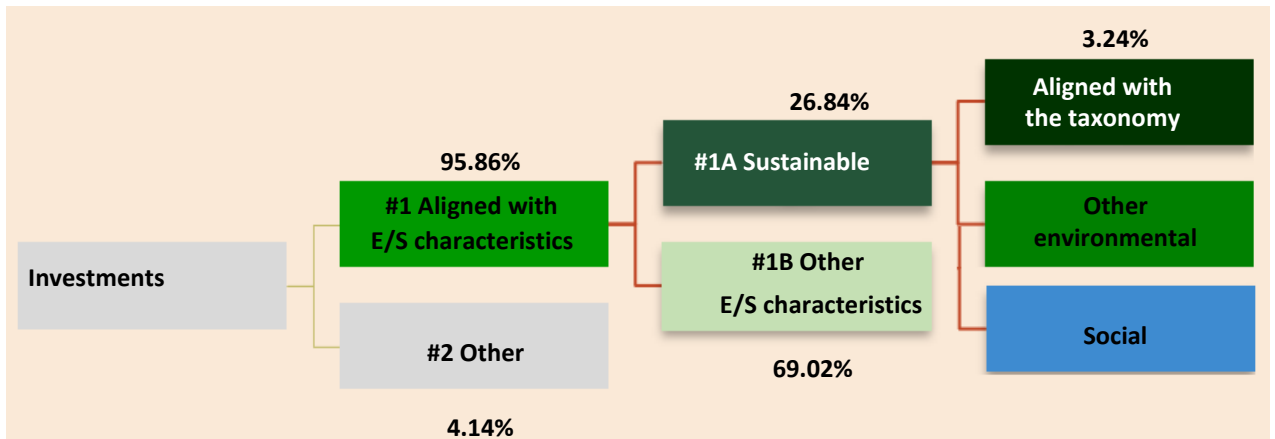 Investments
95.86%
#1 Aligned with
E/S characteristics
#2 Other
4.14%
26.84%
#1A Sustainable
#1B Other
E/S characteristics
69.02%
3.24%
Aligned with
the taxonomy
Other
environmental
Social